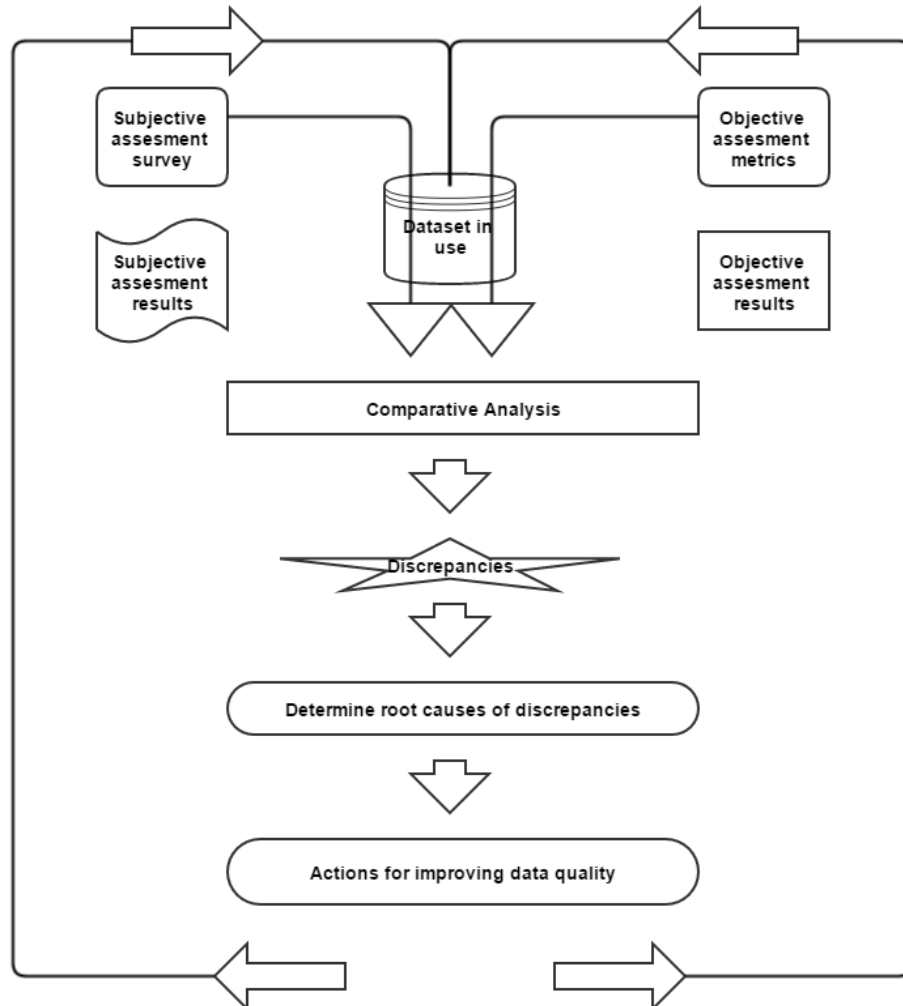 Subjective
assesment
survey
Objective
assesment
metrics
Dataset in
use
Subjective
assesment
results
Objective
assesment
results
Comparative Analysis
Discrepancies
Determine root causes of discrepancies
Actions for improving data quality